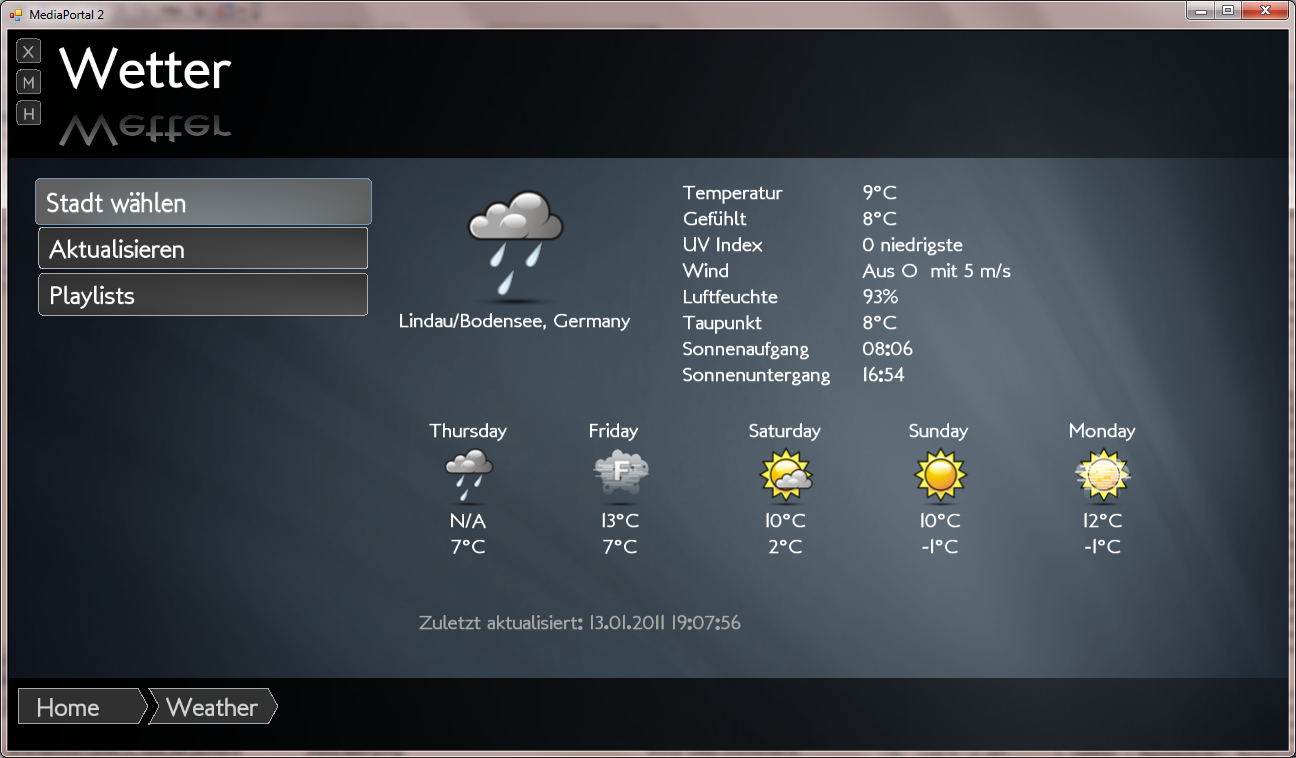 MediaPortal 2
X
M
H
Wetter
Wetter
Stadt wählen
Aktualisieren
Playlists
Lindau/Bodensee, Germany
Temperatur 9°C
Gefühlt 8°C
UV Index 0 niedrigste
Wind Aus O mit 5 m/s
Luftfeuchte 93%
Taupunkt 8°C
Sonnenaufgang 08:06
Sonnenuntergang 16:54
Thursday Friday Saturday Sunday Monday
F
N/A 13°C 10°C 10°C 12°C
7°C 7°C 2°C -1°C -1°C
Zuletzt aktualisiert: 13.01.2011 19:07:56
Home Weather